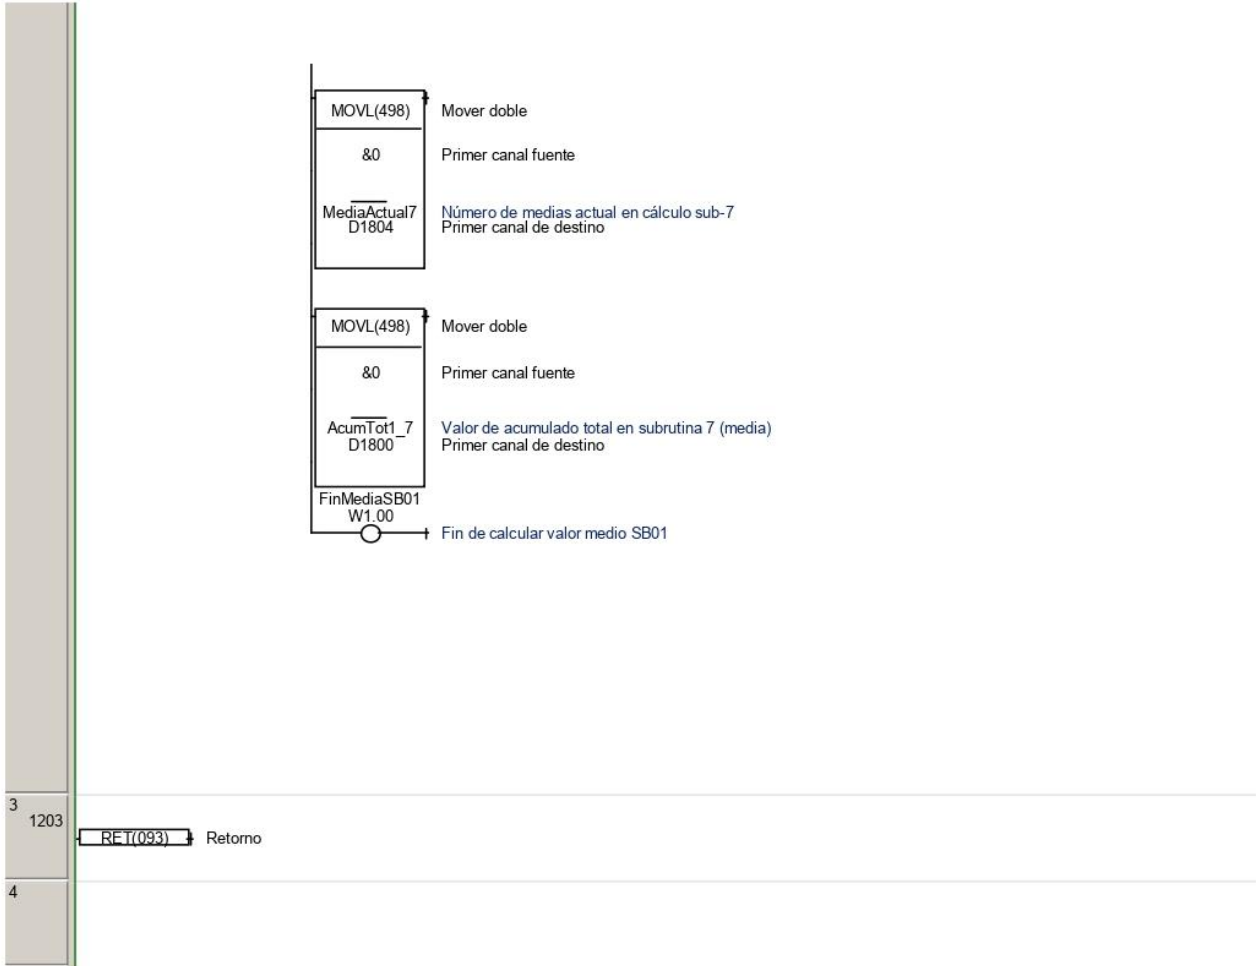 MOVL(498) Mover doble
&0 Primer canal fuente
MediaActual7 Número de medias actual en cálculo sub-7
D1804 Primer canal de destino
MOVL(498) Mover doble
&0 Primer canal fuente
AcumTot1_7 Valor de acumulado total en subrutina 7 (media)
D1800 Primer canal de destino
FinMediaSB01
W1.00
Fin de calcular valor medio SB01
3
1203
RET(093) Retorno
4